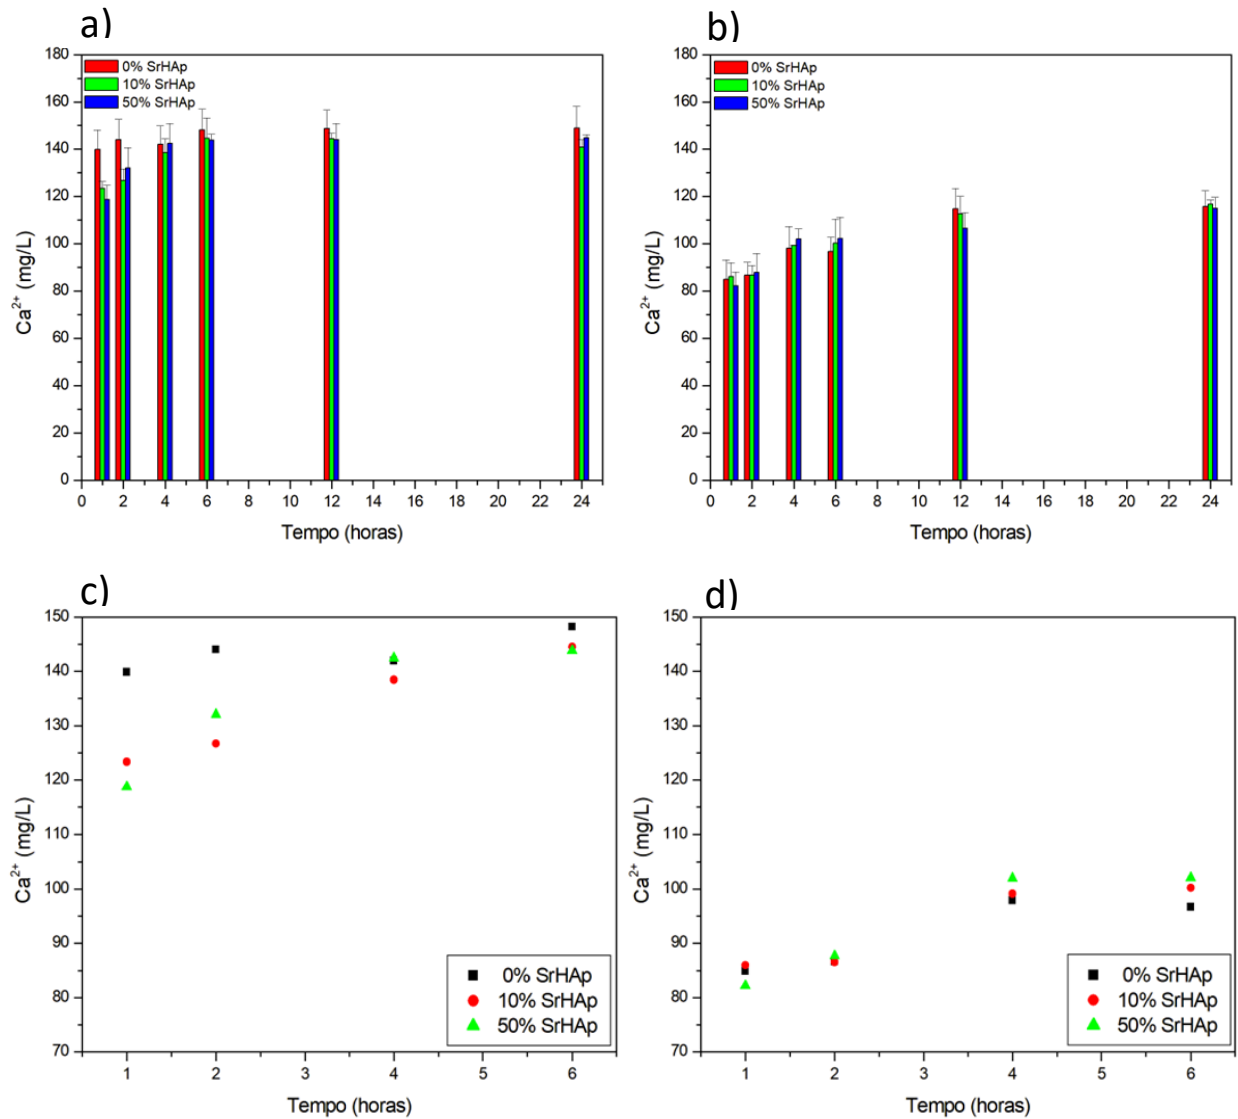 a)
180
160
140
120
100
80
60
40
20
0
Ca2+ (mg/L)
0% SrHAp
10% SrHAp
50% SrHAp
0 2 4 6 8 10 12 14 16 18 20 22 24
Tempo (horas)
b)
180
160
140
120
100
80
60
40
20
0
Ca2+ (mg/L)
0% SrHAp
10% SrHAp
50% SrHAp
0 2 4 6 8 10 12 14 16 18 20 22 24
Tempo (horas)
c)
150
140
130
120
110
100
90
80
70
Ca2+ (mg/L)
0% SrHAp
10% SrHAp
50% SrHAp
1 2 3 4 5 6
Tempo (horas)
d)
150
140
130
120
110
100
90
80
70
Ca2+ (mg/L)
0% SrHAp
10% SrHAp
50% SrHAp
1 2 3 4 5 6
Tempo (horas)